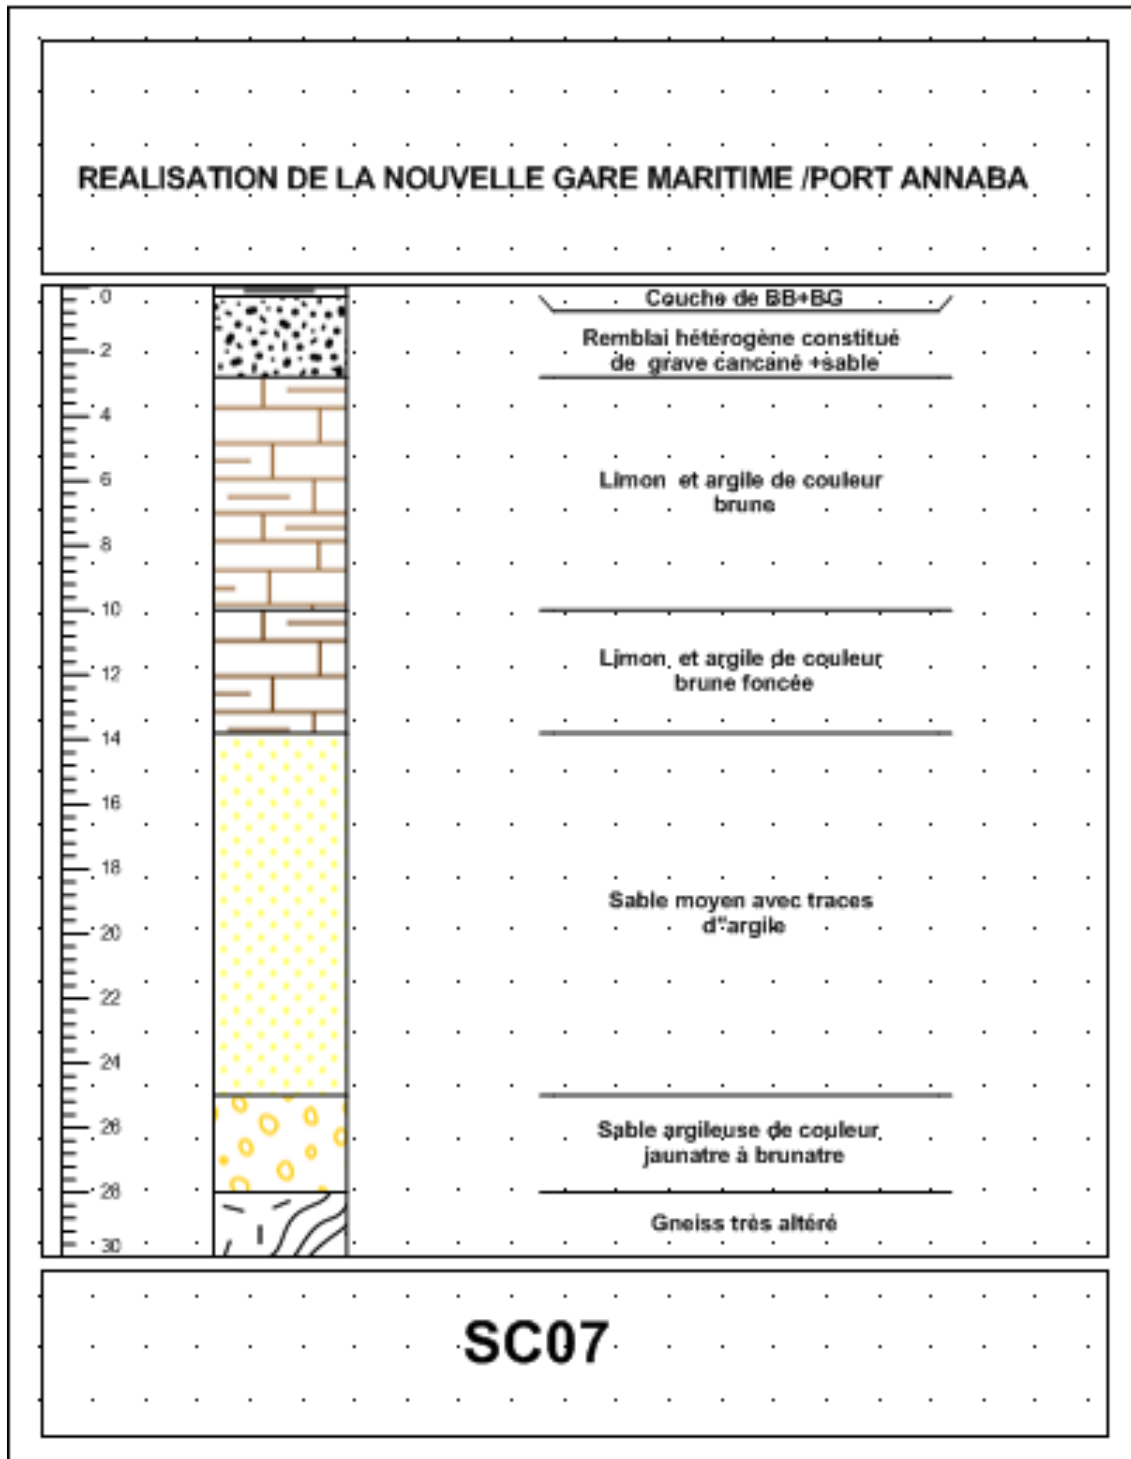 REALISATION DE LA NOUVELLE GARE MARITIME /PORT ANNABA
0
Couche de BB+BG
Remblai hétérogène constitué
2
de grave cancané +sable
4
6
Limon et argile de couleur
brune
8
10
12
Limon et argile de couleur
brune foncée
14
16
18
Sable moyen avec traces
d"argile
20
22
24
26
Sable argileuse de couleur
jaunatre à brunatre
28
Gneiss très altéré
30
SC07